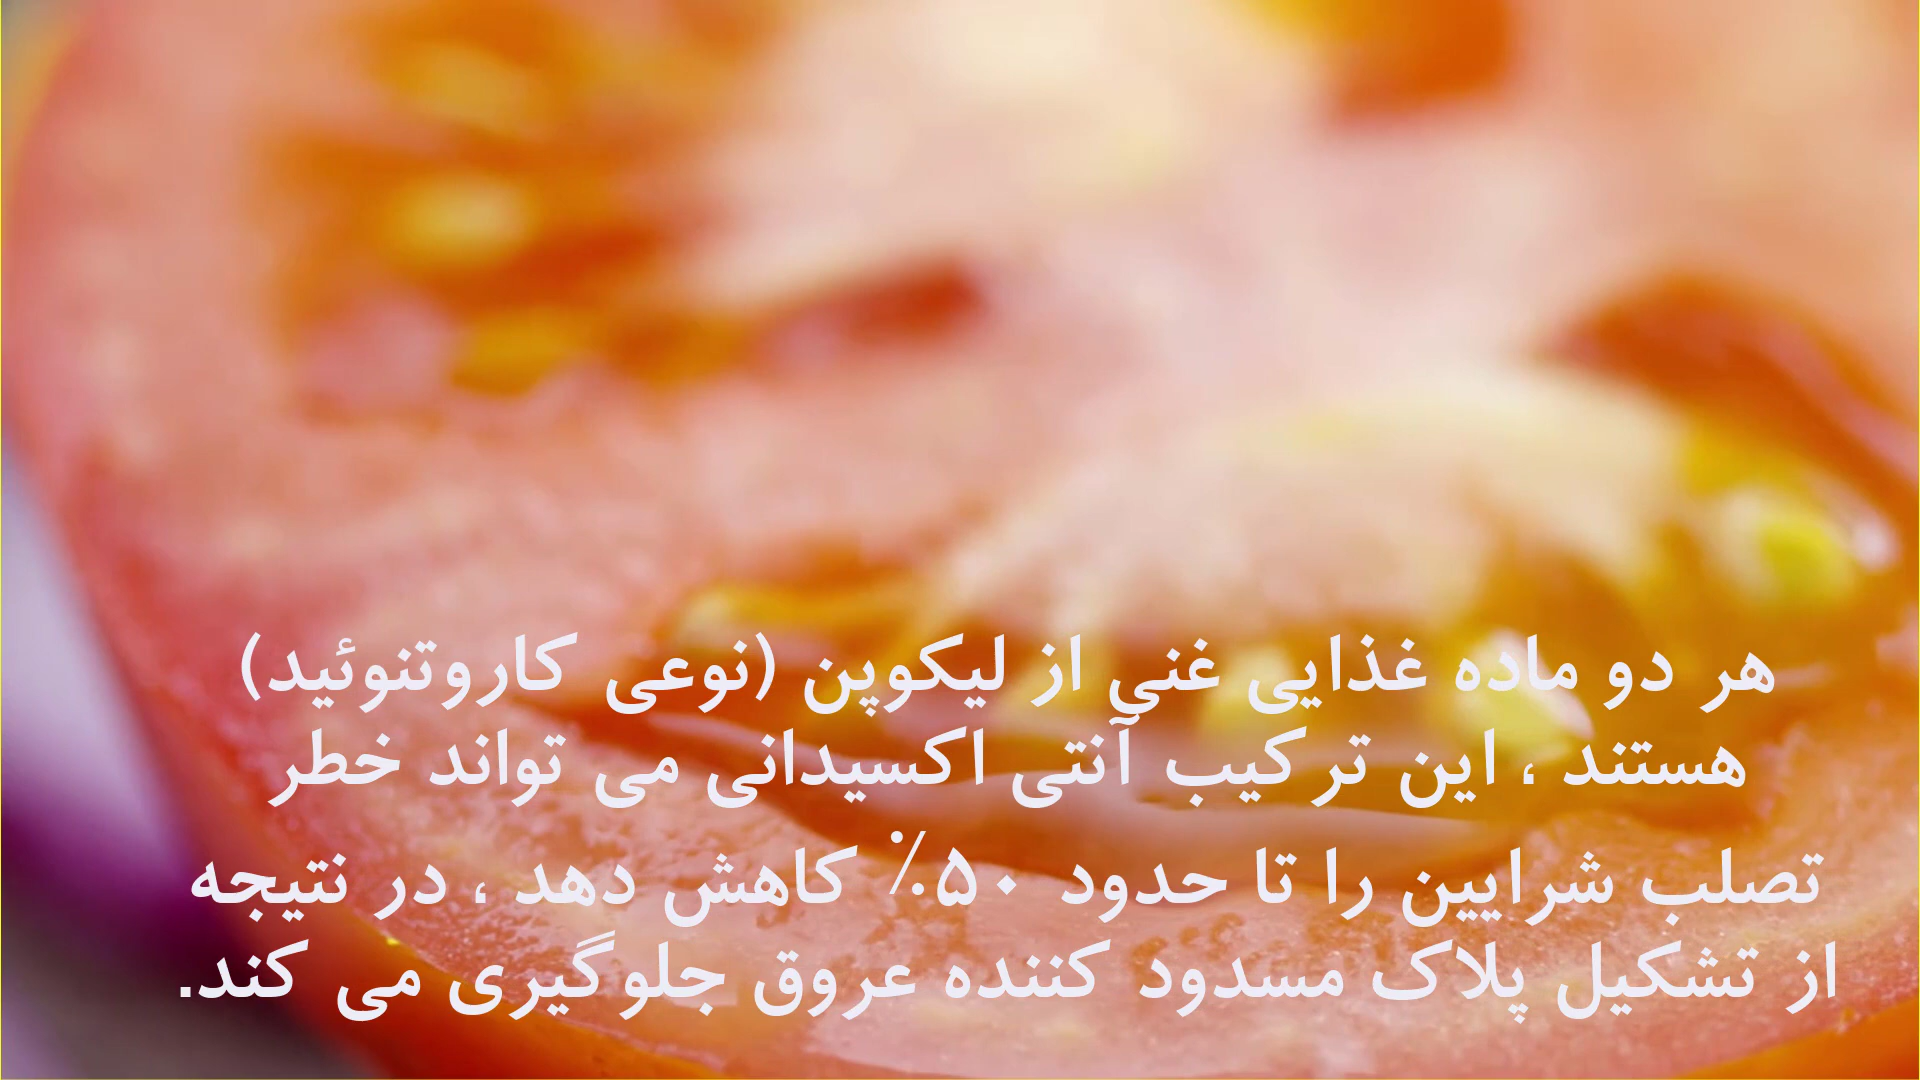 هر دو ماده غذایی غنی از لیکوپن (نوعی کاروتنوئید)
هستند ، این ترکیب آنتی اکسیدانی می تواند خطر
تصلب شرایین را تا حدود ۵۰٪ کاهش دهد ، در نتیجه
از تشکیل پلاک مسدود کننده عروق جلوگیری می کند.